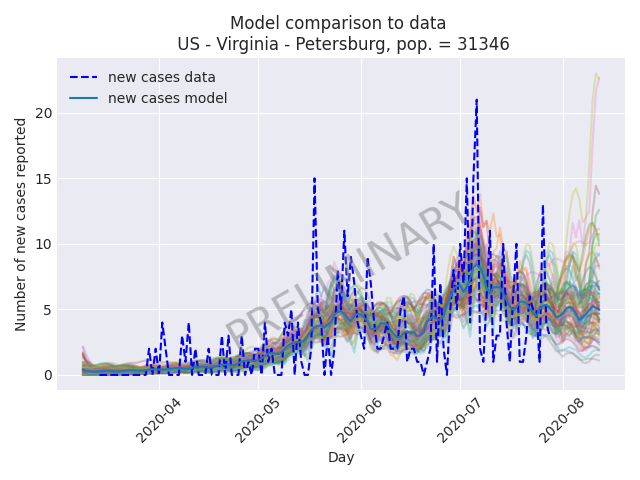 Model comparison to data
US - Virginia - Petersburg, pop. = 31346
new cases data
new cases model
Number of new cases reported
20
15
10
5
0
PRELIMINARY
2020-04
2020-05
2020-06
2020-07
2020-08
Day